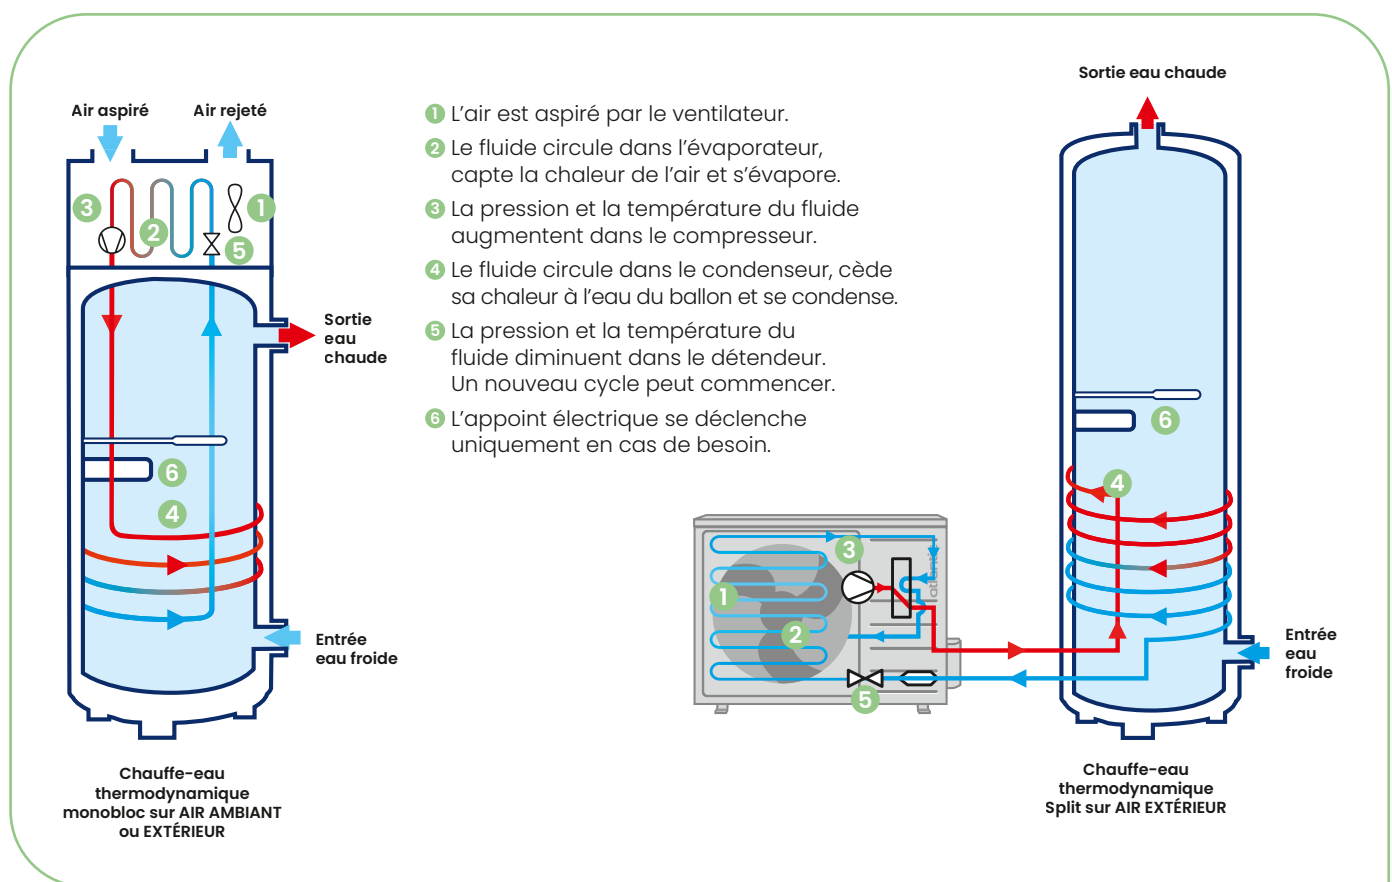 Sortie eau chaude
Air aspiré
Air rejeté
1 L’air est aspiré par le ventilateur.
2 Le fluide circule dans l’évaporateur,
capte la chaleur de l’air et s’évapore.
3 La pression et la température du fluide
augmentent dans le compresseur.
4 Le fluide circule dans le condenseur, cède
sa chaleur à l’eau du ballon et se condense.
5 La pression et la température du
fluide diminuent dans le détendeur.
Un nouveau cycle peut commencer.
6 L’appoint électrique se déclenche
uniquement en cas de besoin.
3
2
1
5
Sortie
eau
chaude
6
4
Entrée
eau froide
Chauffe-eau
thermodynamique
monobloc sur AIR AMBIANT
ou EXTÉRIEUR
1
2
3
5
atlantic
6
4
Entrée
eau
froide
Chauffe-eau
thermodynamique
Split sur AIR EXTÉRIEUR